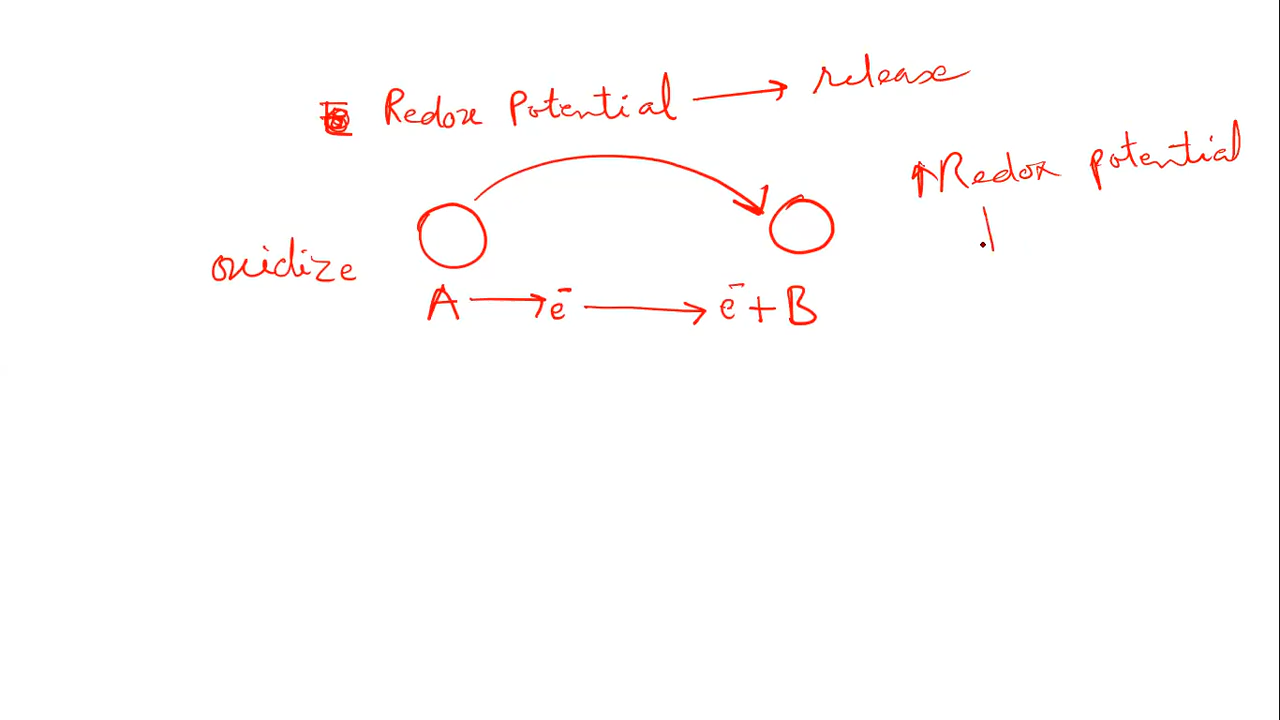 Redox Potential → release
↑Redox potential
oxidize
A → e⁻ → e⁻ + B